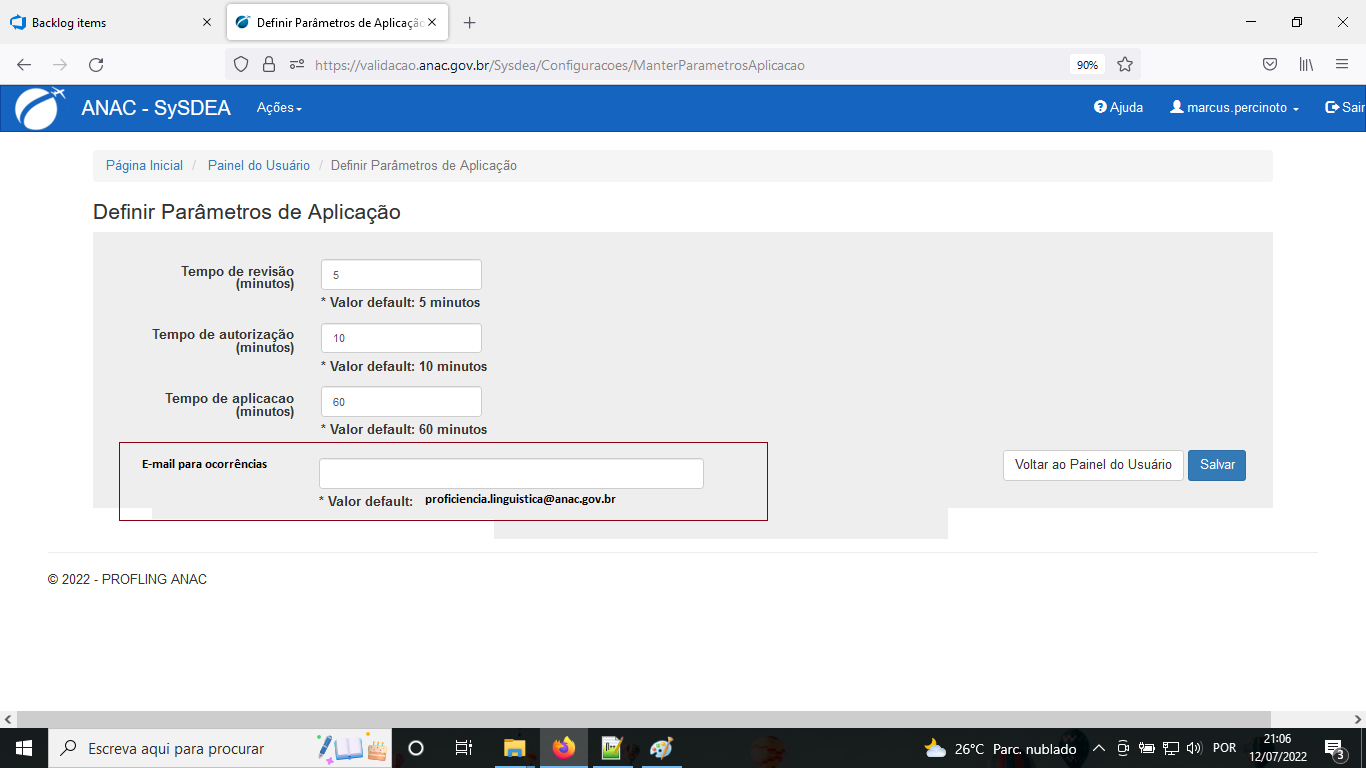 Backlog items
Definir Parâmetros de Aplicação
https://validacao.anac.gov.br/Sysdea/Configuracoes/ManterParametrosAplicacao
90%
ANAC - SySDEA
Ações
Ajuda
marcus.percinoto
Sair
Página Inicial / Painel do Usuário / Definir Parâmetros de Aplicação
Definir Parâmetros de Aplicação
Tempo de revisão
(minutos)
5
* Valor default: 5 minutos
Tempo de autorização
(minutos)
10
* Valor default: 10 minutos
Tempo de aplicacao
(minutos)
60
* Valor default: 60 minutos
E-mail para ocorrências
* Valor default: proficiencia.linguistica@anac.gov.br
Voltar ao Painel do Usuário
Salvar
© 2022 - PROFLING ANAC
Escreva aqui para procurar
26°C Parc. nublado
POR
21:06
12/07/2022
3